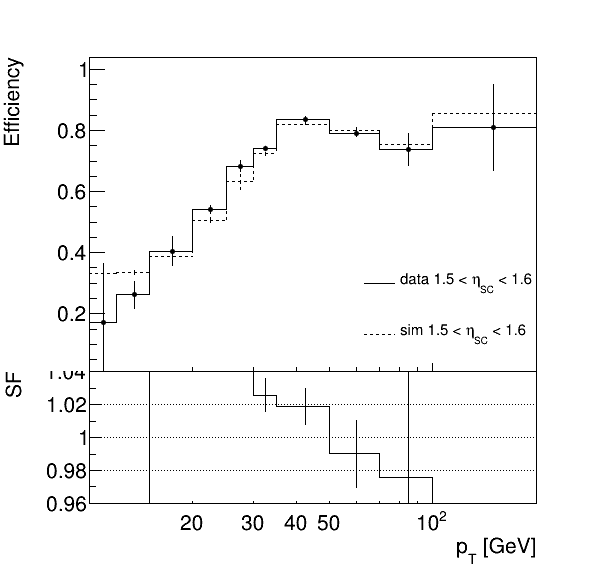 Efficiency
1
0.8
0.6
0.4
0.2
data 1.5 < η_SC < 1.6
sim 1.5 < η_SC < 1.6
SF
1.04
1.02
1
0.98
0.96
20 30 40 50 10²
p_T [GeV]